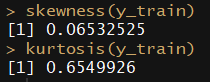 > skewness(y_train)
[1] 0.06532525
> kurtosis(y_train)
[1] 0.6549926